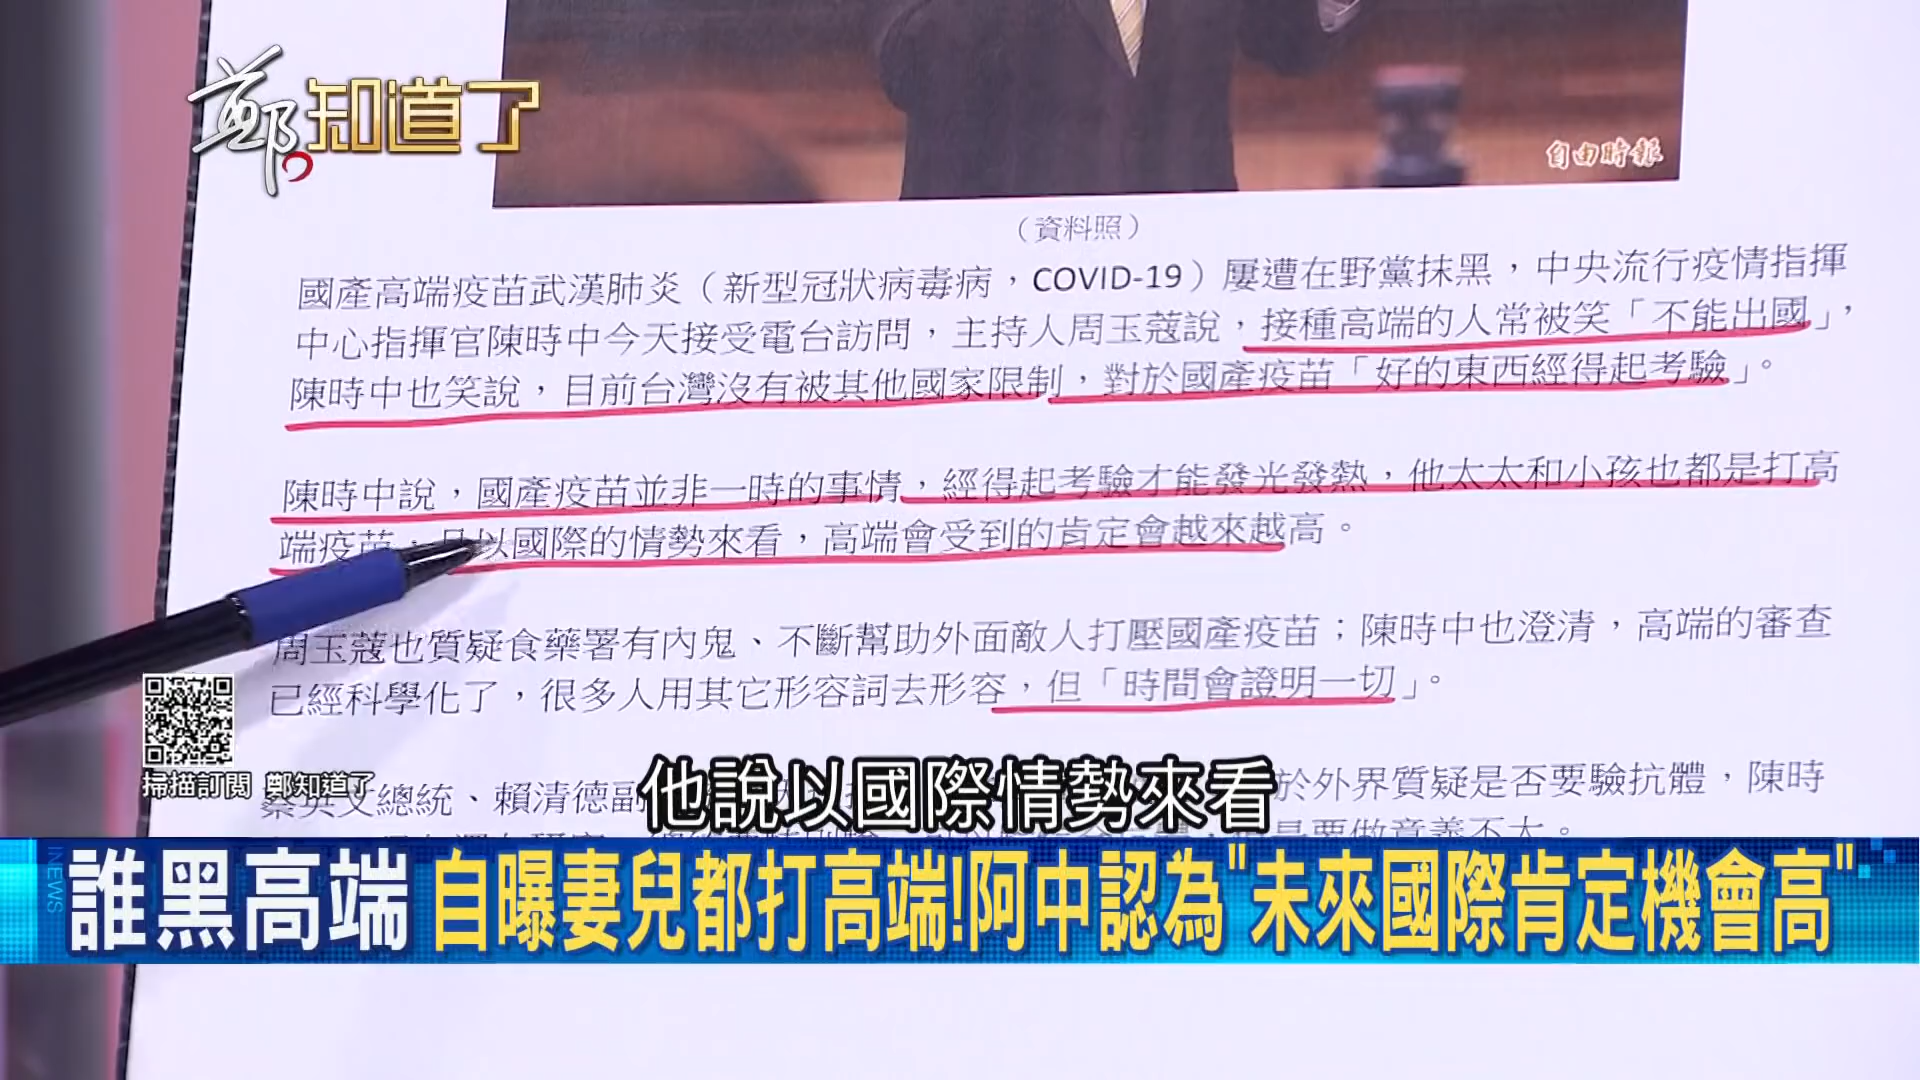 鄭知道了
自由時報
（資料照）
國產高端疫苗武漢肺炎（新型冠狀病毒病，COVID-19）屢遭在野黨抹黑，中央流行疫情指揮
中心指揮官陳時中今天接受電台訪問，主持人周玉蔻說，接種高端的人常被笑「不能出國」，
陳時中也笑說，目前台灣沒有被其他國家限制，對於國產疫苗「好的東西經得起考驗」。
陳時中說，國產疫苗並非一時的事情，經得起考驗才能發光發熱，他太太和小孩也都是打高
端疫苗，且以國際的情勢來看，高端會受到的肯定會越來越高。
周玉蔻也質疑食藥署有內鬼、不斷幫助外面敵人打壓國產疫苗；陳時中也澄清，高端的審查
已經科學化了，很多人用其它形容詞去形容，但「時間會證明一切」。
掃描訂閱 鄭知道了
蔡英文總統、賴清德副
於外界質疑是否要驗抗體，陳時
是要做意義不大。
他說以國際情勢來看
NEWS
誰黑高端 自曝妻兒都打高端!阿中認為"未來國際肯定機會高"